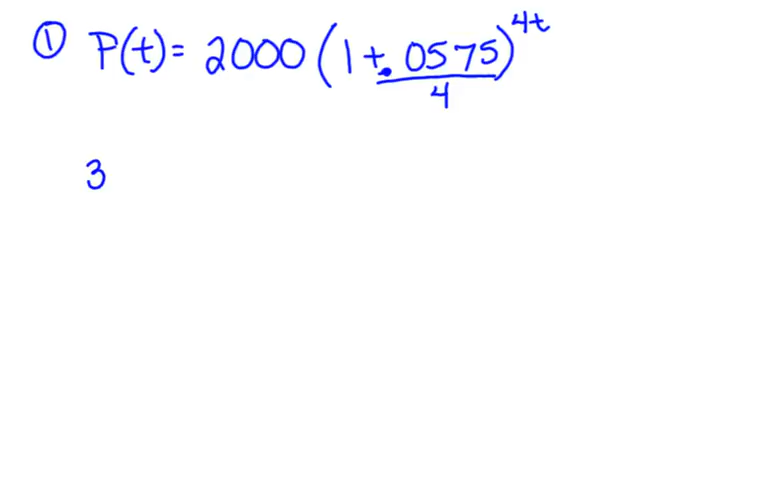 ① P(t) = 2000 (1 + .0575/4)^4t
3